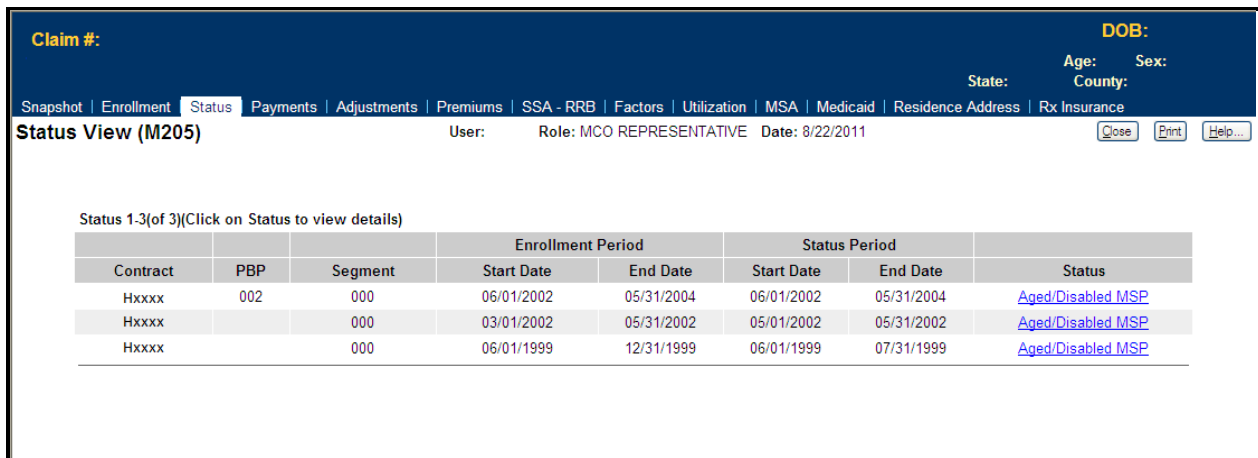 Claim #: DOB:
Age: Sex:
State: County:
Snapshot | Enrollment | Status | Payments | Adjustments | Premiums | SSA - RRB | Factors | Utilization | MSA | Medicaid | Residence Address | Rx Insurance
Status View (M205) User: Role: MCO REPRESENTATIVE Date: 8/22/2011 Close Print Help...
Status 1-3(of 3)(Click on Status to view details)
Enrollment Period Status Period
Contract PBP Segment Start Date End Date Start Date End Date Status
Hxxxx 002 000 06/01/2002 05/31/2004 06/01/2002 05/31/2004 Aged/Disabled MSP
Hxxxx 000 03/01/2002 05/31/2002 05/01/2002 05/31/2002 Aged/Disabled MSP
Hxxxx 000 06/01/1999 12/31/1999 06/01/1999 07/31/1999 Aged/Disabled MSP